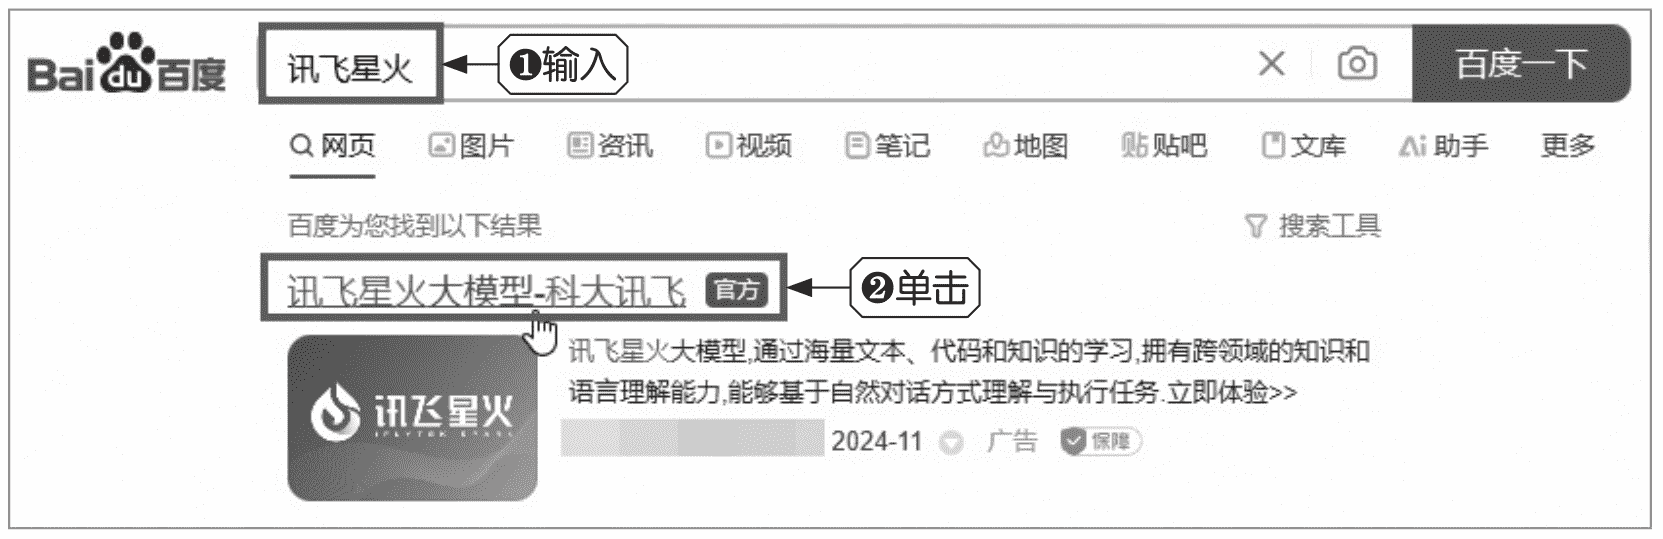 Bai du 百度 讯飞星火 ❶输入 百度一下
网页 图片 资讯 视频 笔记 地图 贴吧 文库 Ai助手 更多
百度为您找到以下结果 搜索工具
讯飞星火大模型-科大讯飞 官方 ❷单击
讯飞星火大模型,通过海量文本、代码和知识的学习,拥有跨领域的知识和
语言理解能力,能够基于自然对话方式理解与执行任务.立即体验>>
讯飞星火
2024-11 广告 保障